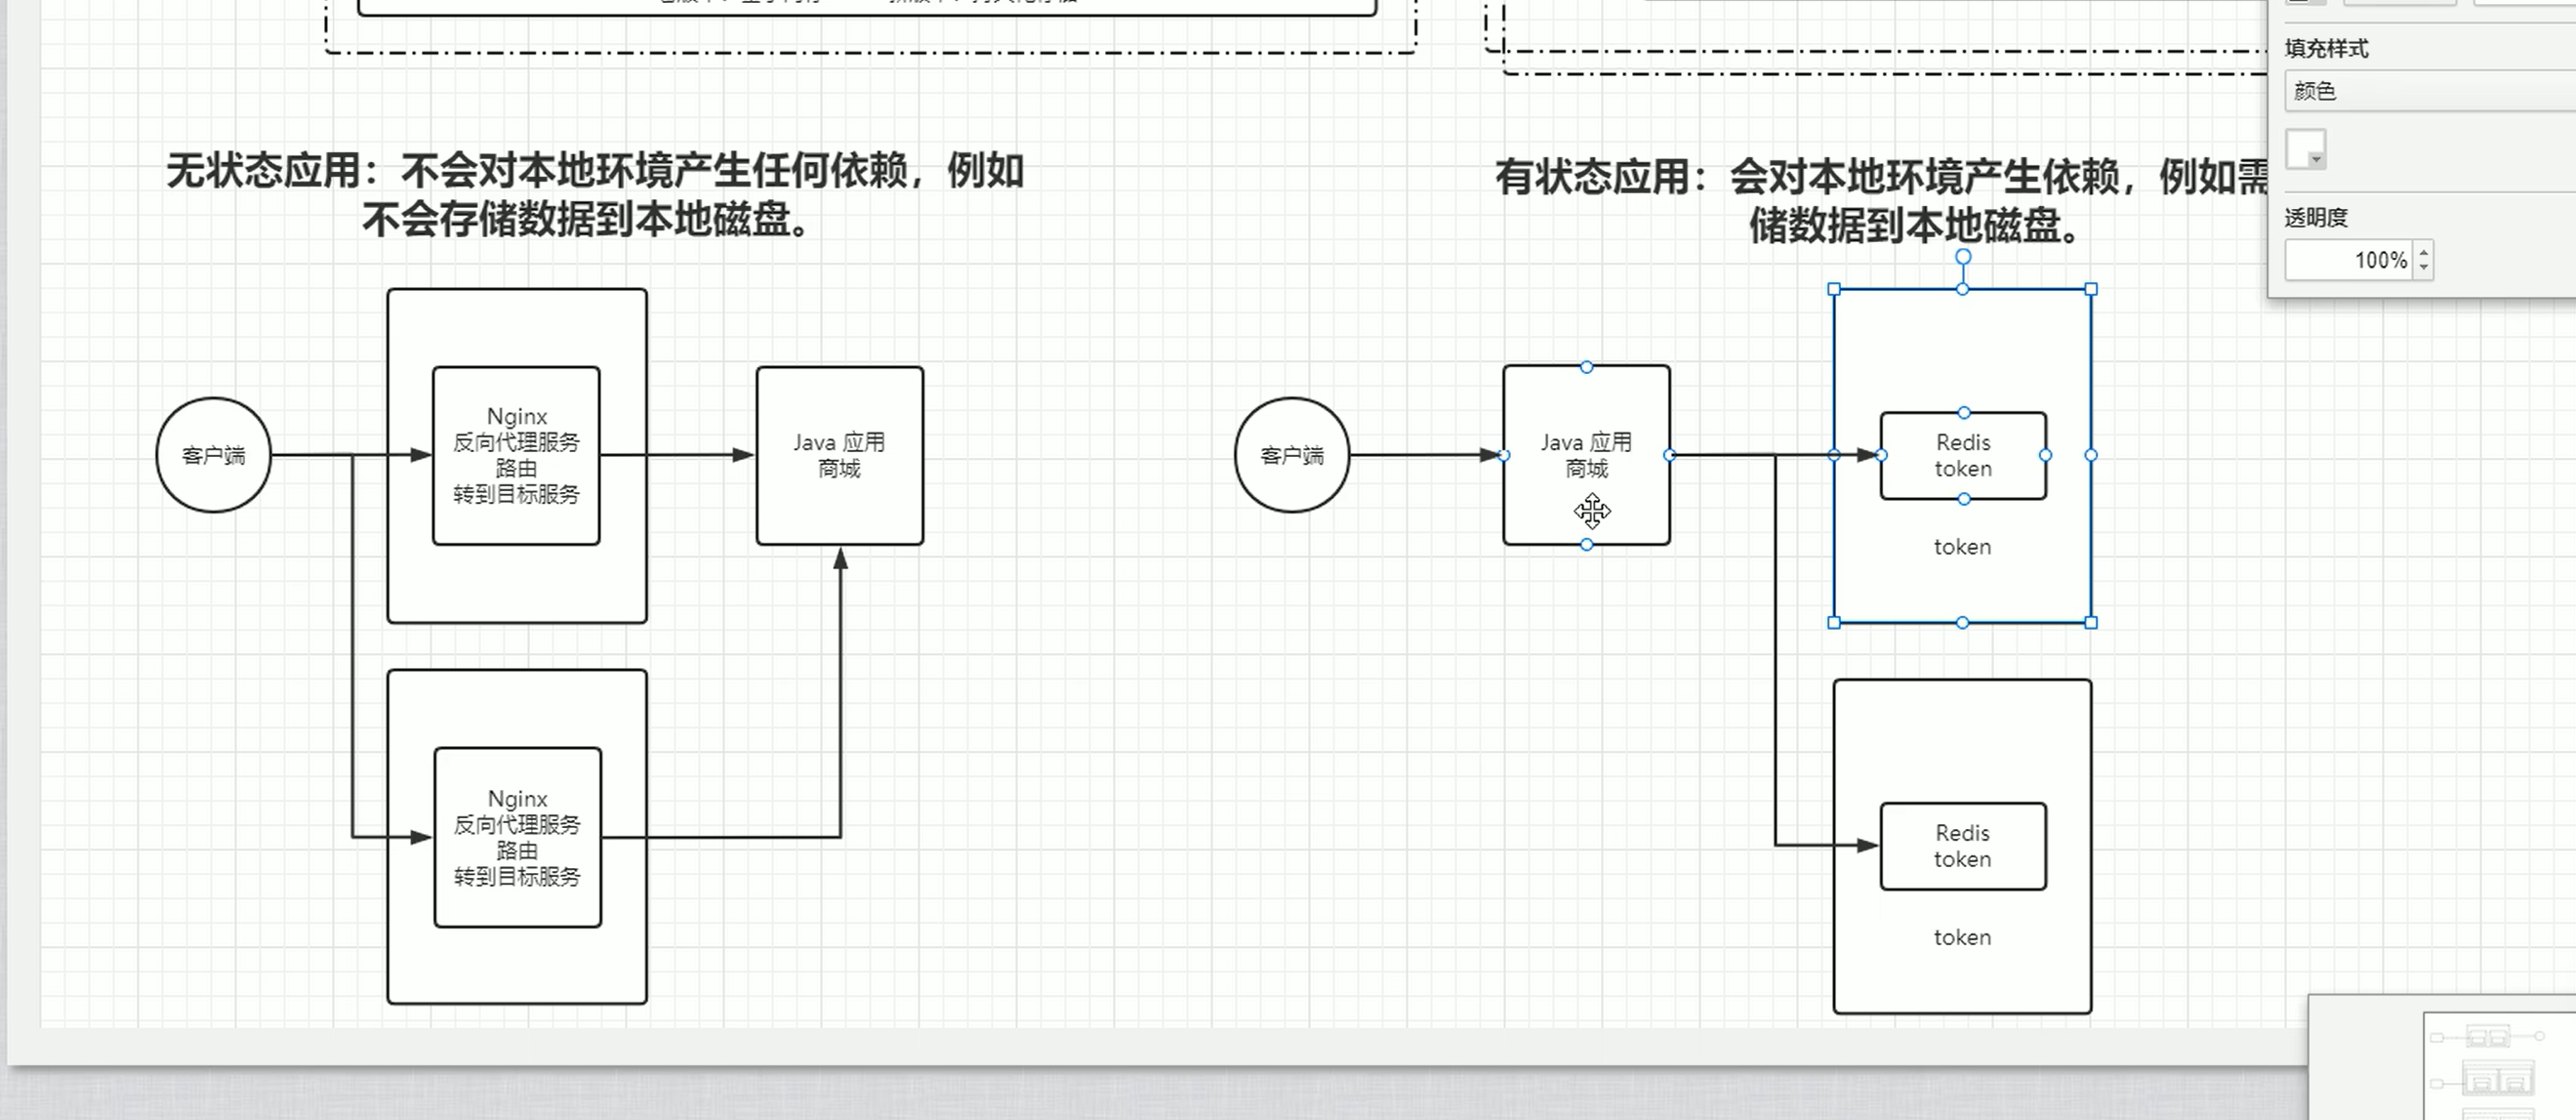 填充样式
颜色
透明度
100%
无状态应用：不会对本地环境产生任何依赖，例如
不会存储数据到本地磁盘。
有状态应用：会对本地环境产生依赖，例如需
储数据到本地磁盘。
客户端
Nginx
反向代理服务
路由
转到目标服务
Java 应用
商城
Nginx
反向代理服务
路由
转到目标服务
客户端
Java 应用
商城
Redis
token
token
Redis
token
token